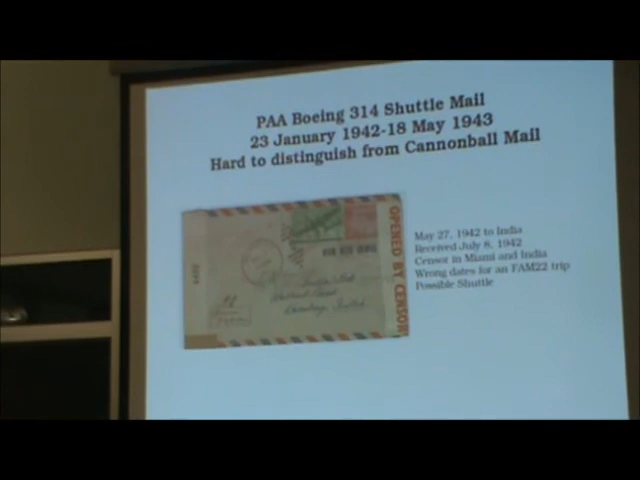 PAA Boeing 314 Shuttle Mail
23 January 1942-18 May 1943
Hard to distinguish from Cannonball Mail
OPENED BY CENSOR
May 27, 1942 to India
Received July 8, 1942
Censor in Miami and India
Wrong dates for an FAM22 trip
Possible Shuttle